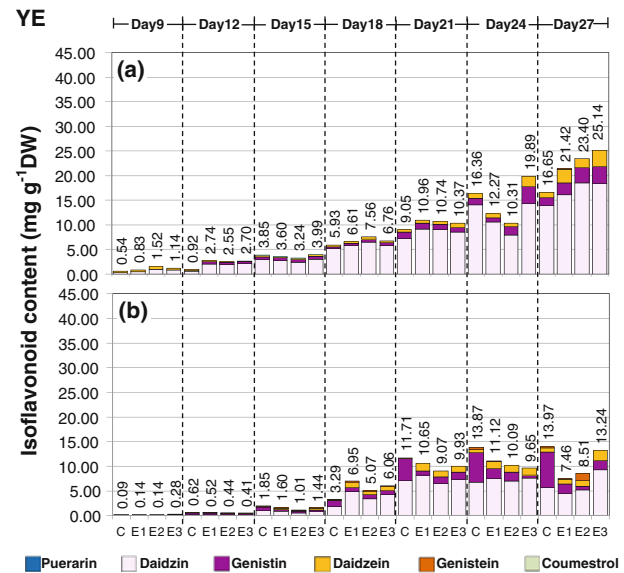 YE
Day9 Day12 Day15 Day18 Day21 Day24 Day27
Isoflavonoid content (mg g-1DW)
(a)
45.00
40.00
35.00
30.00
25.00
20.00
15.00
10.00
5.00
0.00
0.54 0.83 1.52 1.14 0.92 2.74 2.55 2.70 3.85 3.60 3.24 3.99 5.93 6.61 7.56 6.76 9.05 10.96 10.74 10.37 16.36 12.27 10.31 19.89 16.65 21.42 23.40 25.14
(b)
45.00
40.00
35.00
30.00
25.00
20.00
15.00
10.00
5.00
0.00
0.09 0.14 0.14 0.28 0.62 0.52 0.44 0.41 1.85 1.60 1.01 1.44 3.29 6.95 5.07 6.06 11.71 10.65 9.07 9.93 13.87 11.12 10.09 9.65 13.97 7.46 8.51 13.24
C E1 E2 E3 C E1 E2 E3 C E1 E2 E3 C E1 E2 E3 C E1 E2 E3 C E1 E2 E3 C E1 E2 E3
Puerarin Daidzin Genistin Daidzein Genistein Coumestrol